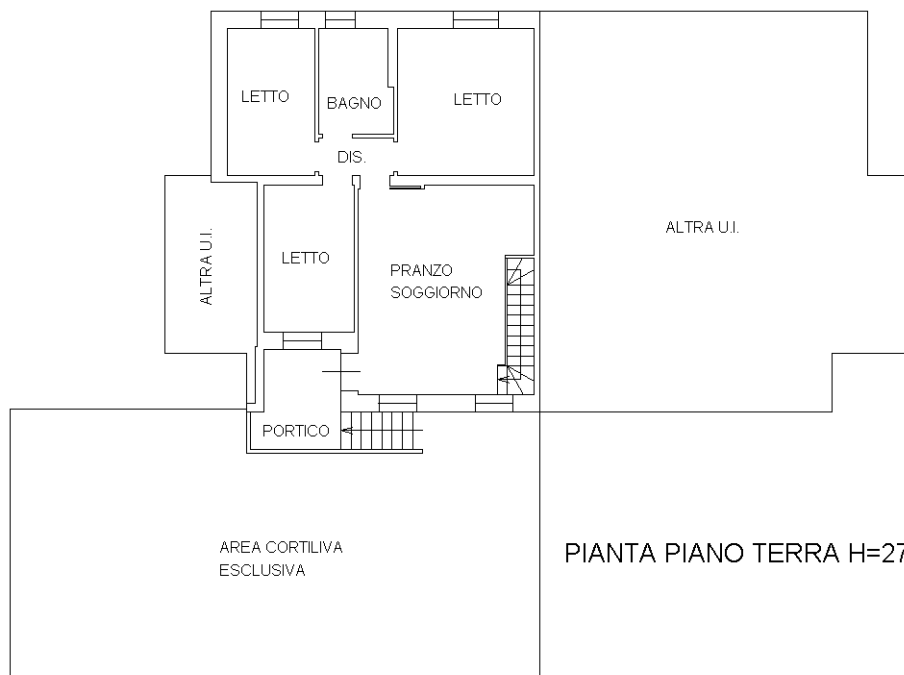 LETTO
BAGNO
LETTO
DIS.
ALTRA U.I.
LETTO
PRANZO
SOGGIORNO
ALTRA U.I.
PORTICO
AREA CORTILIVA
ESCLUSIVA
PIANTA PIANO TERRA H=27